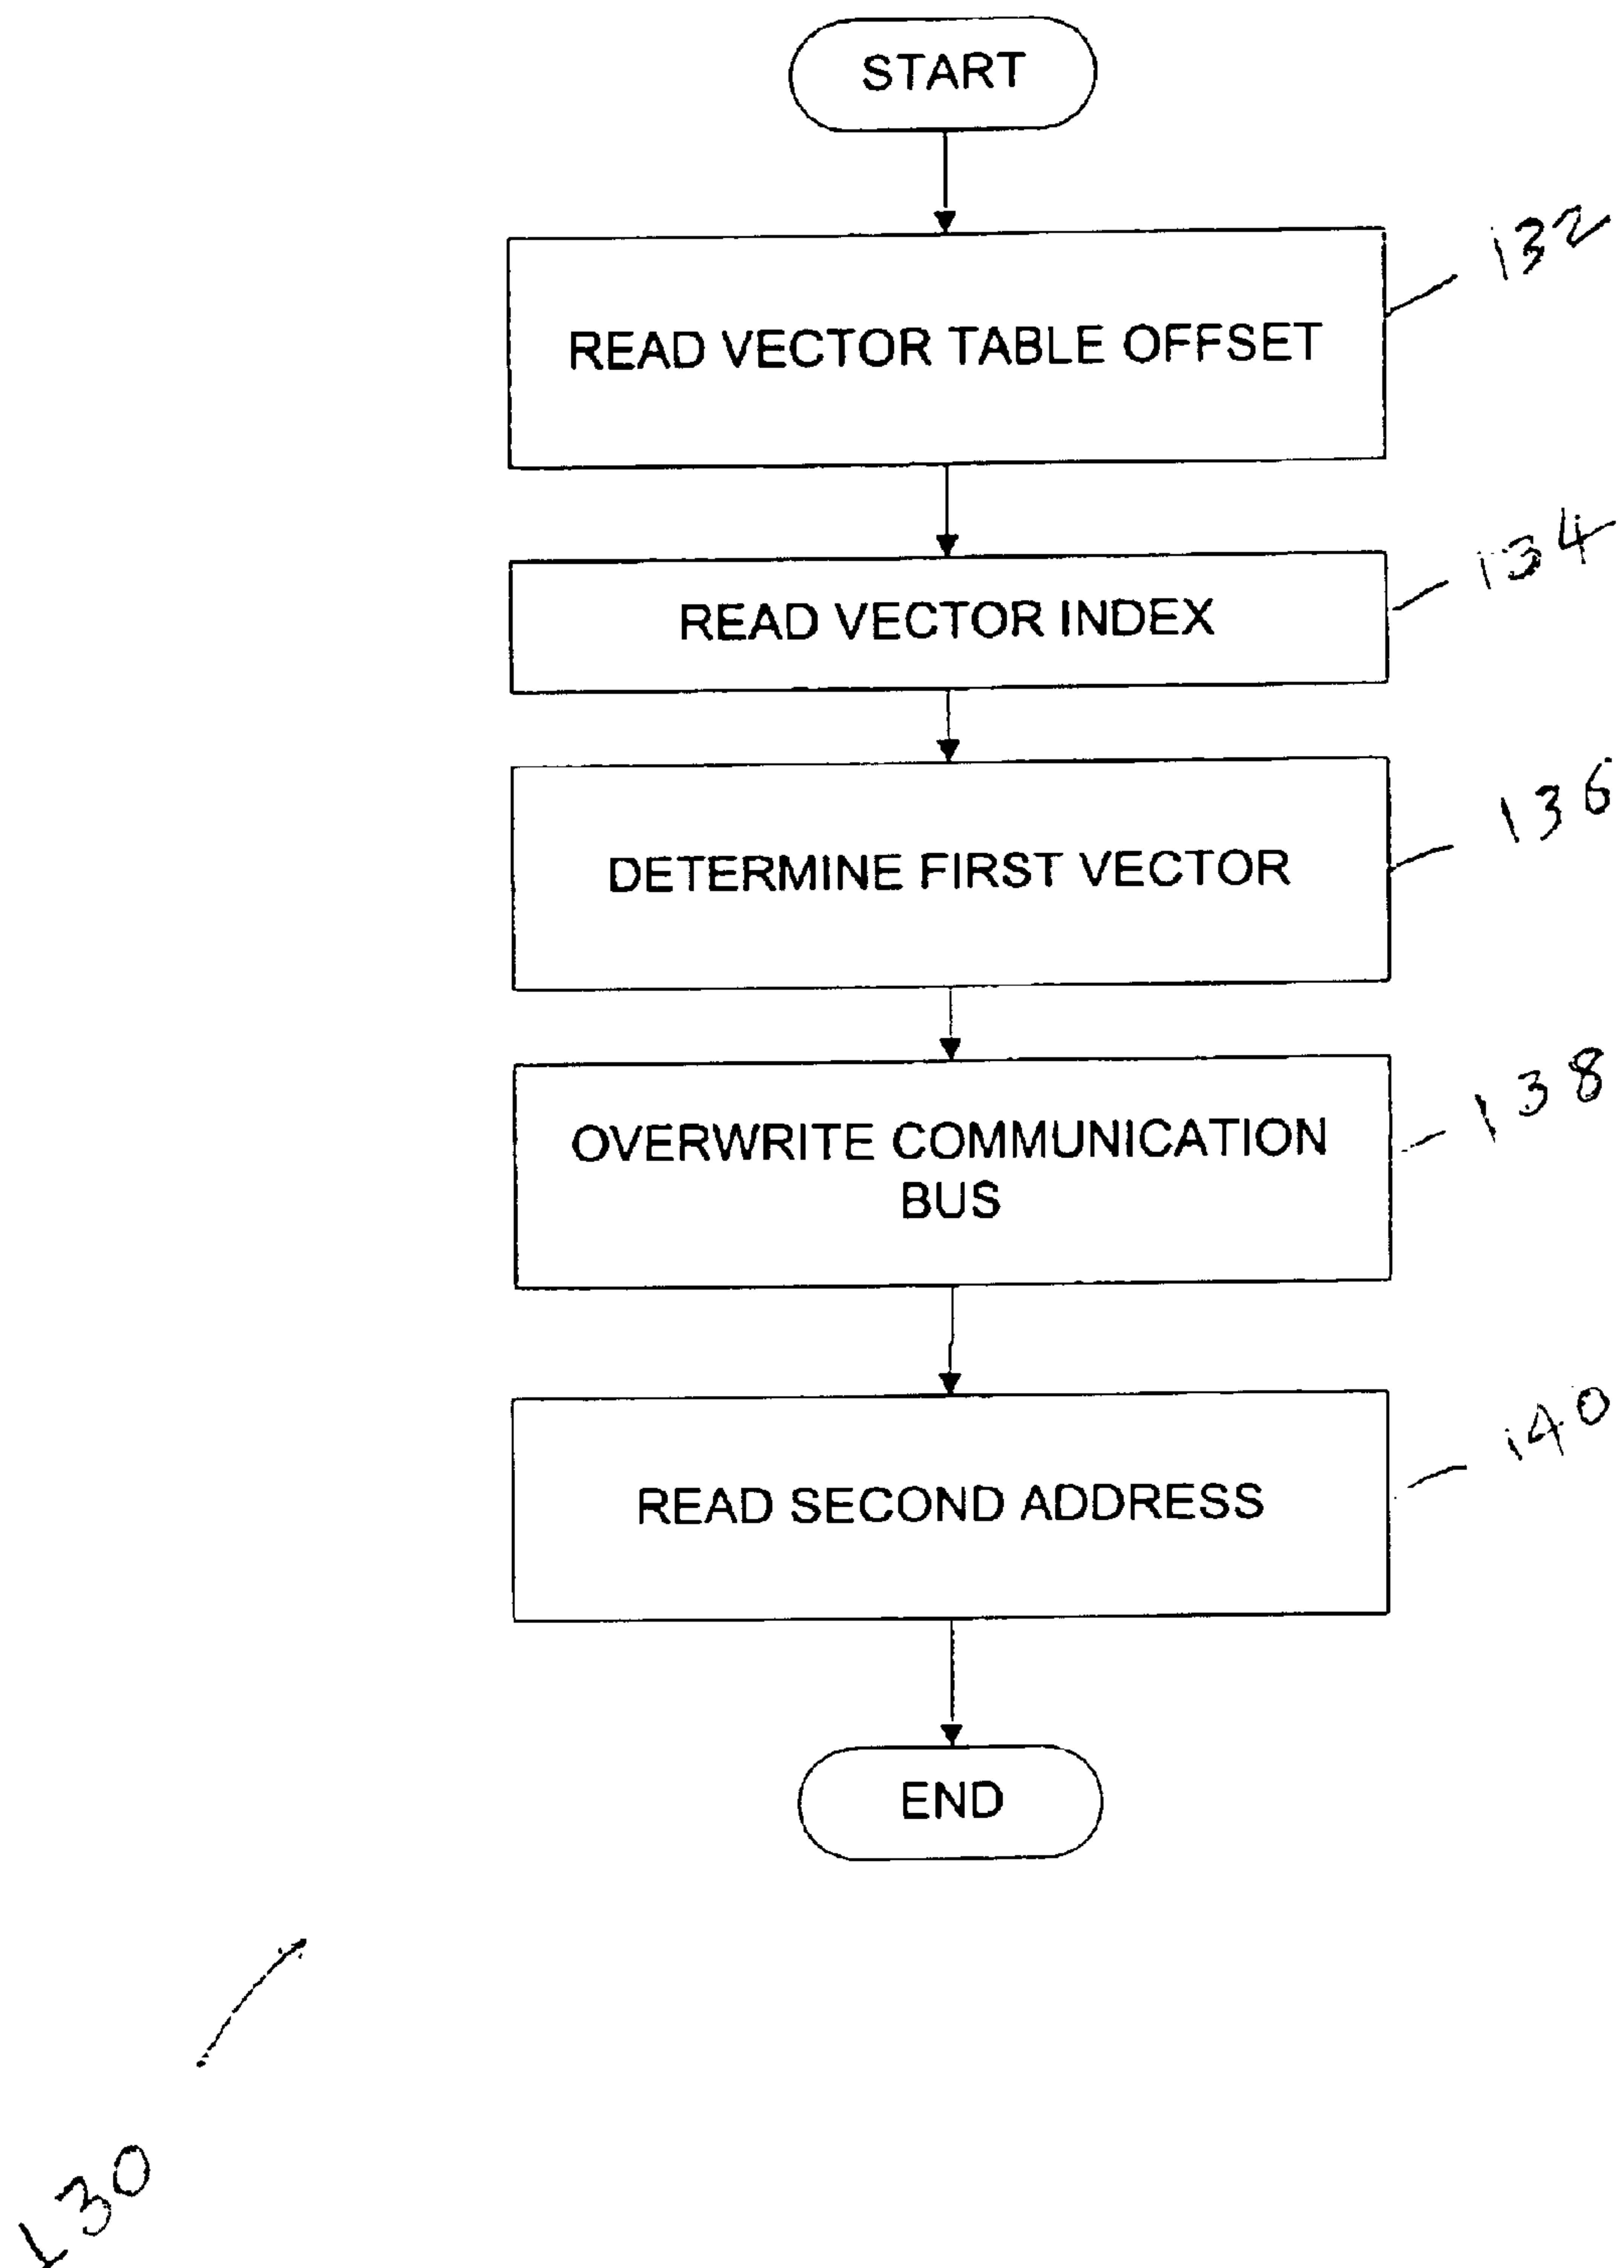 START
132
READ VECTOR TABLE OFFSET
134
READ VECTOR INDEX
136
DETERMINE FIRST VECTOR
138
OVERWRITE COMMUNICATION
BUS
140
READ SECOND ADDRESS
END
130